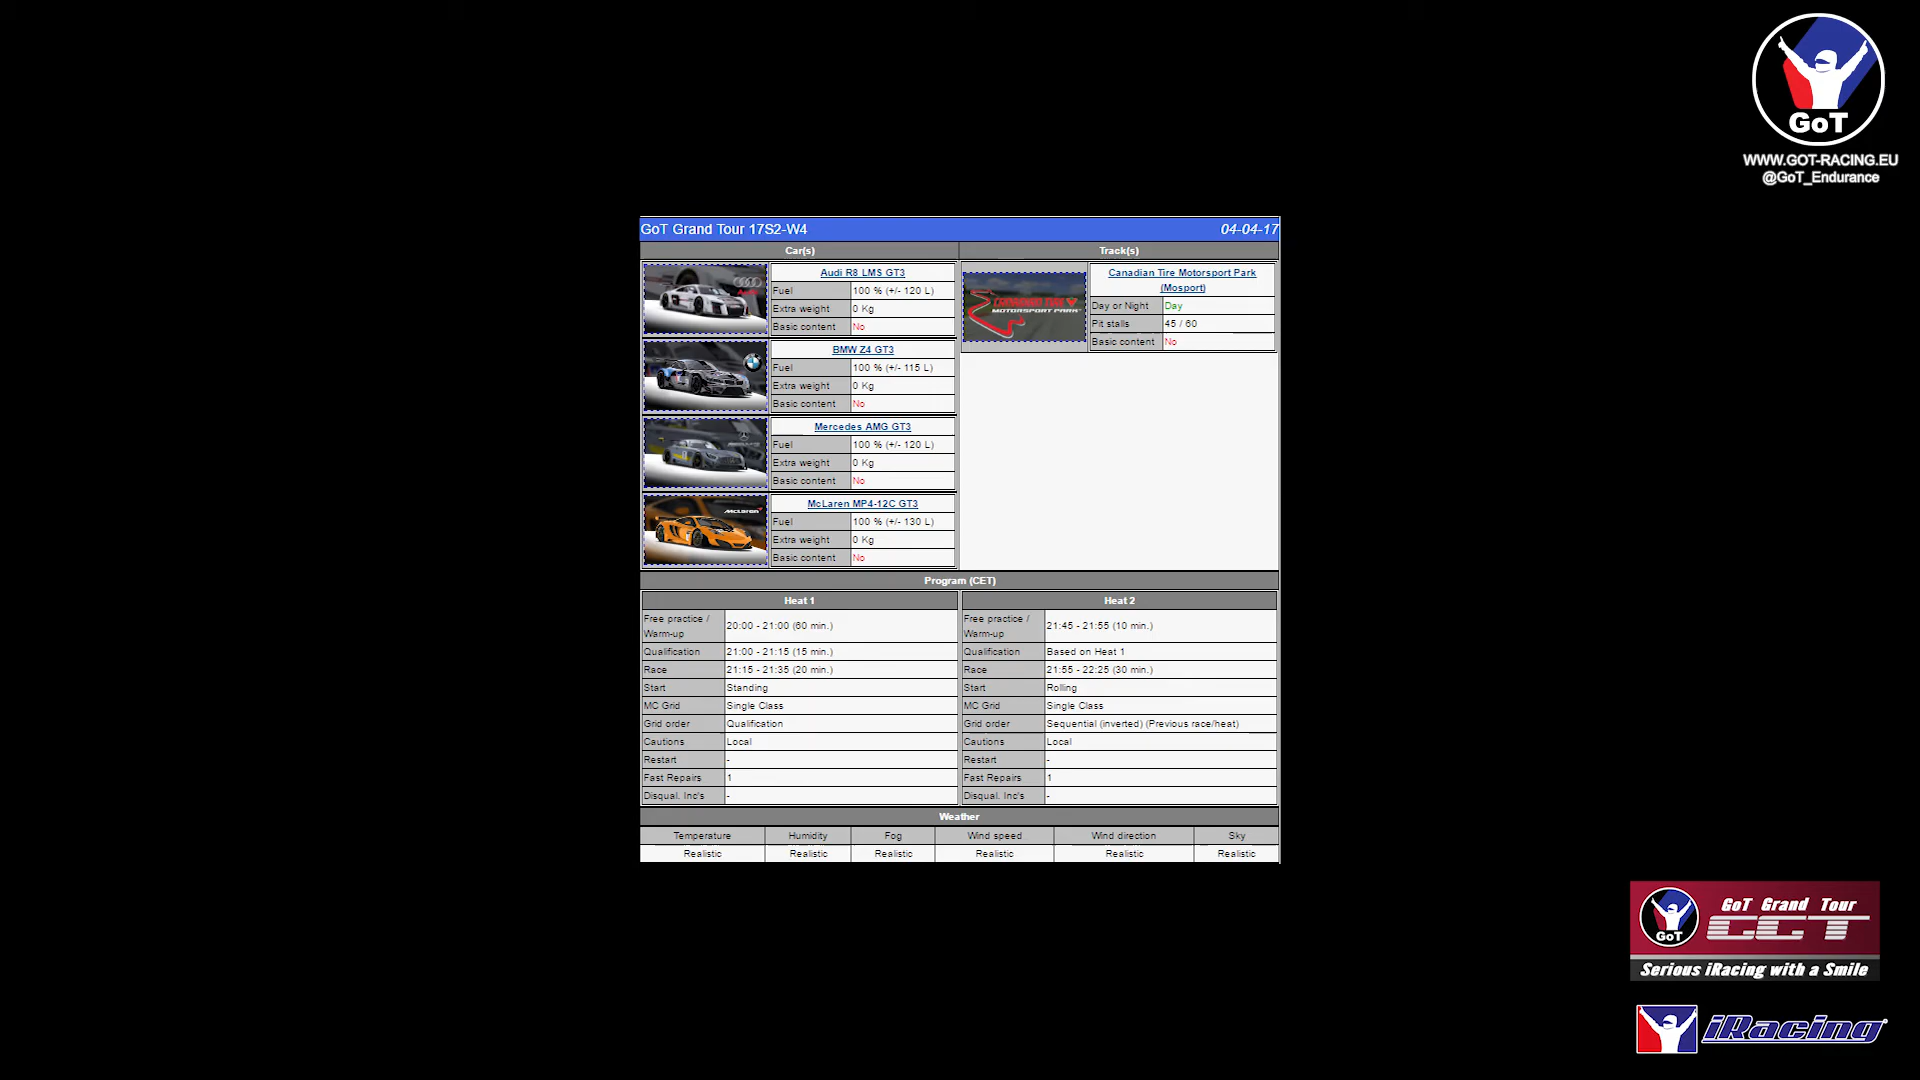 GoT
WWW.GOT-RACING.EU
@GoT_Endurance
GoT Grand Tour 17S2-W4 04-04-17
Car(s) Track(s)
Audi R8 LMS GT3
Fuel 100 % (+/- 120 L)
Extra weight 0 Kg
Basic content No
BMW Z4 GT3
Fuel 100 % (+/- 115 L)
Extra weight 0 Kg
Basic content No
Mercedes AMG GT3
Fuel 100 % (+/- 120 L)
Extra weight 0 Kg
Basic content No
McLaren
McLaren MP4-12C GT3
Fuel 100 % (+/- 130 L)
Extra weight 0 Kg
Basic content No
CANADIAN TIRE
MOTORSPORT PARK
Canadian Tire Motorsport Park
(Mosport)
Day or Night Day
Pit stalls 45 / 60
Basic content No
Program (CET)
Heat 1
Free practice /
Warm-up 20:00 - 21:00 (60 min.)
Qualification 21:00 - 21:15 (15 min.)
Race 21:15 - 21:35 (20 min.)
Start Standing
MC Grid Single Class
Grid order Qualification
Cautions Local
Restart -
Fast Repairs 1
Disqual. Inc's -
Heat 2
Free practice /
Warm-up 21:45 - 21:55 (10 min.)
Qualification Based on Heat 1
Race 21:55 - 22:25 (30 min.)
Start Rolling
MC Grid Single Class
Grid order Sequential (inverted) (Previous race/heat)
Cautions Local
Restart -
Fast Repairs 1
Disqual. Inc's -
Weather
Temperature Humidity Fog Wind speed Wind direction Sky
Realistic Realistic Realistic Realistic Realistic Realistic
GoT
GoT Grand Tour
Serious iRacing with a Smile
iRacing